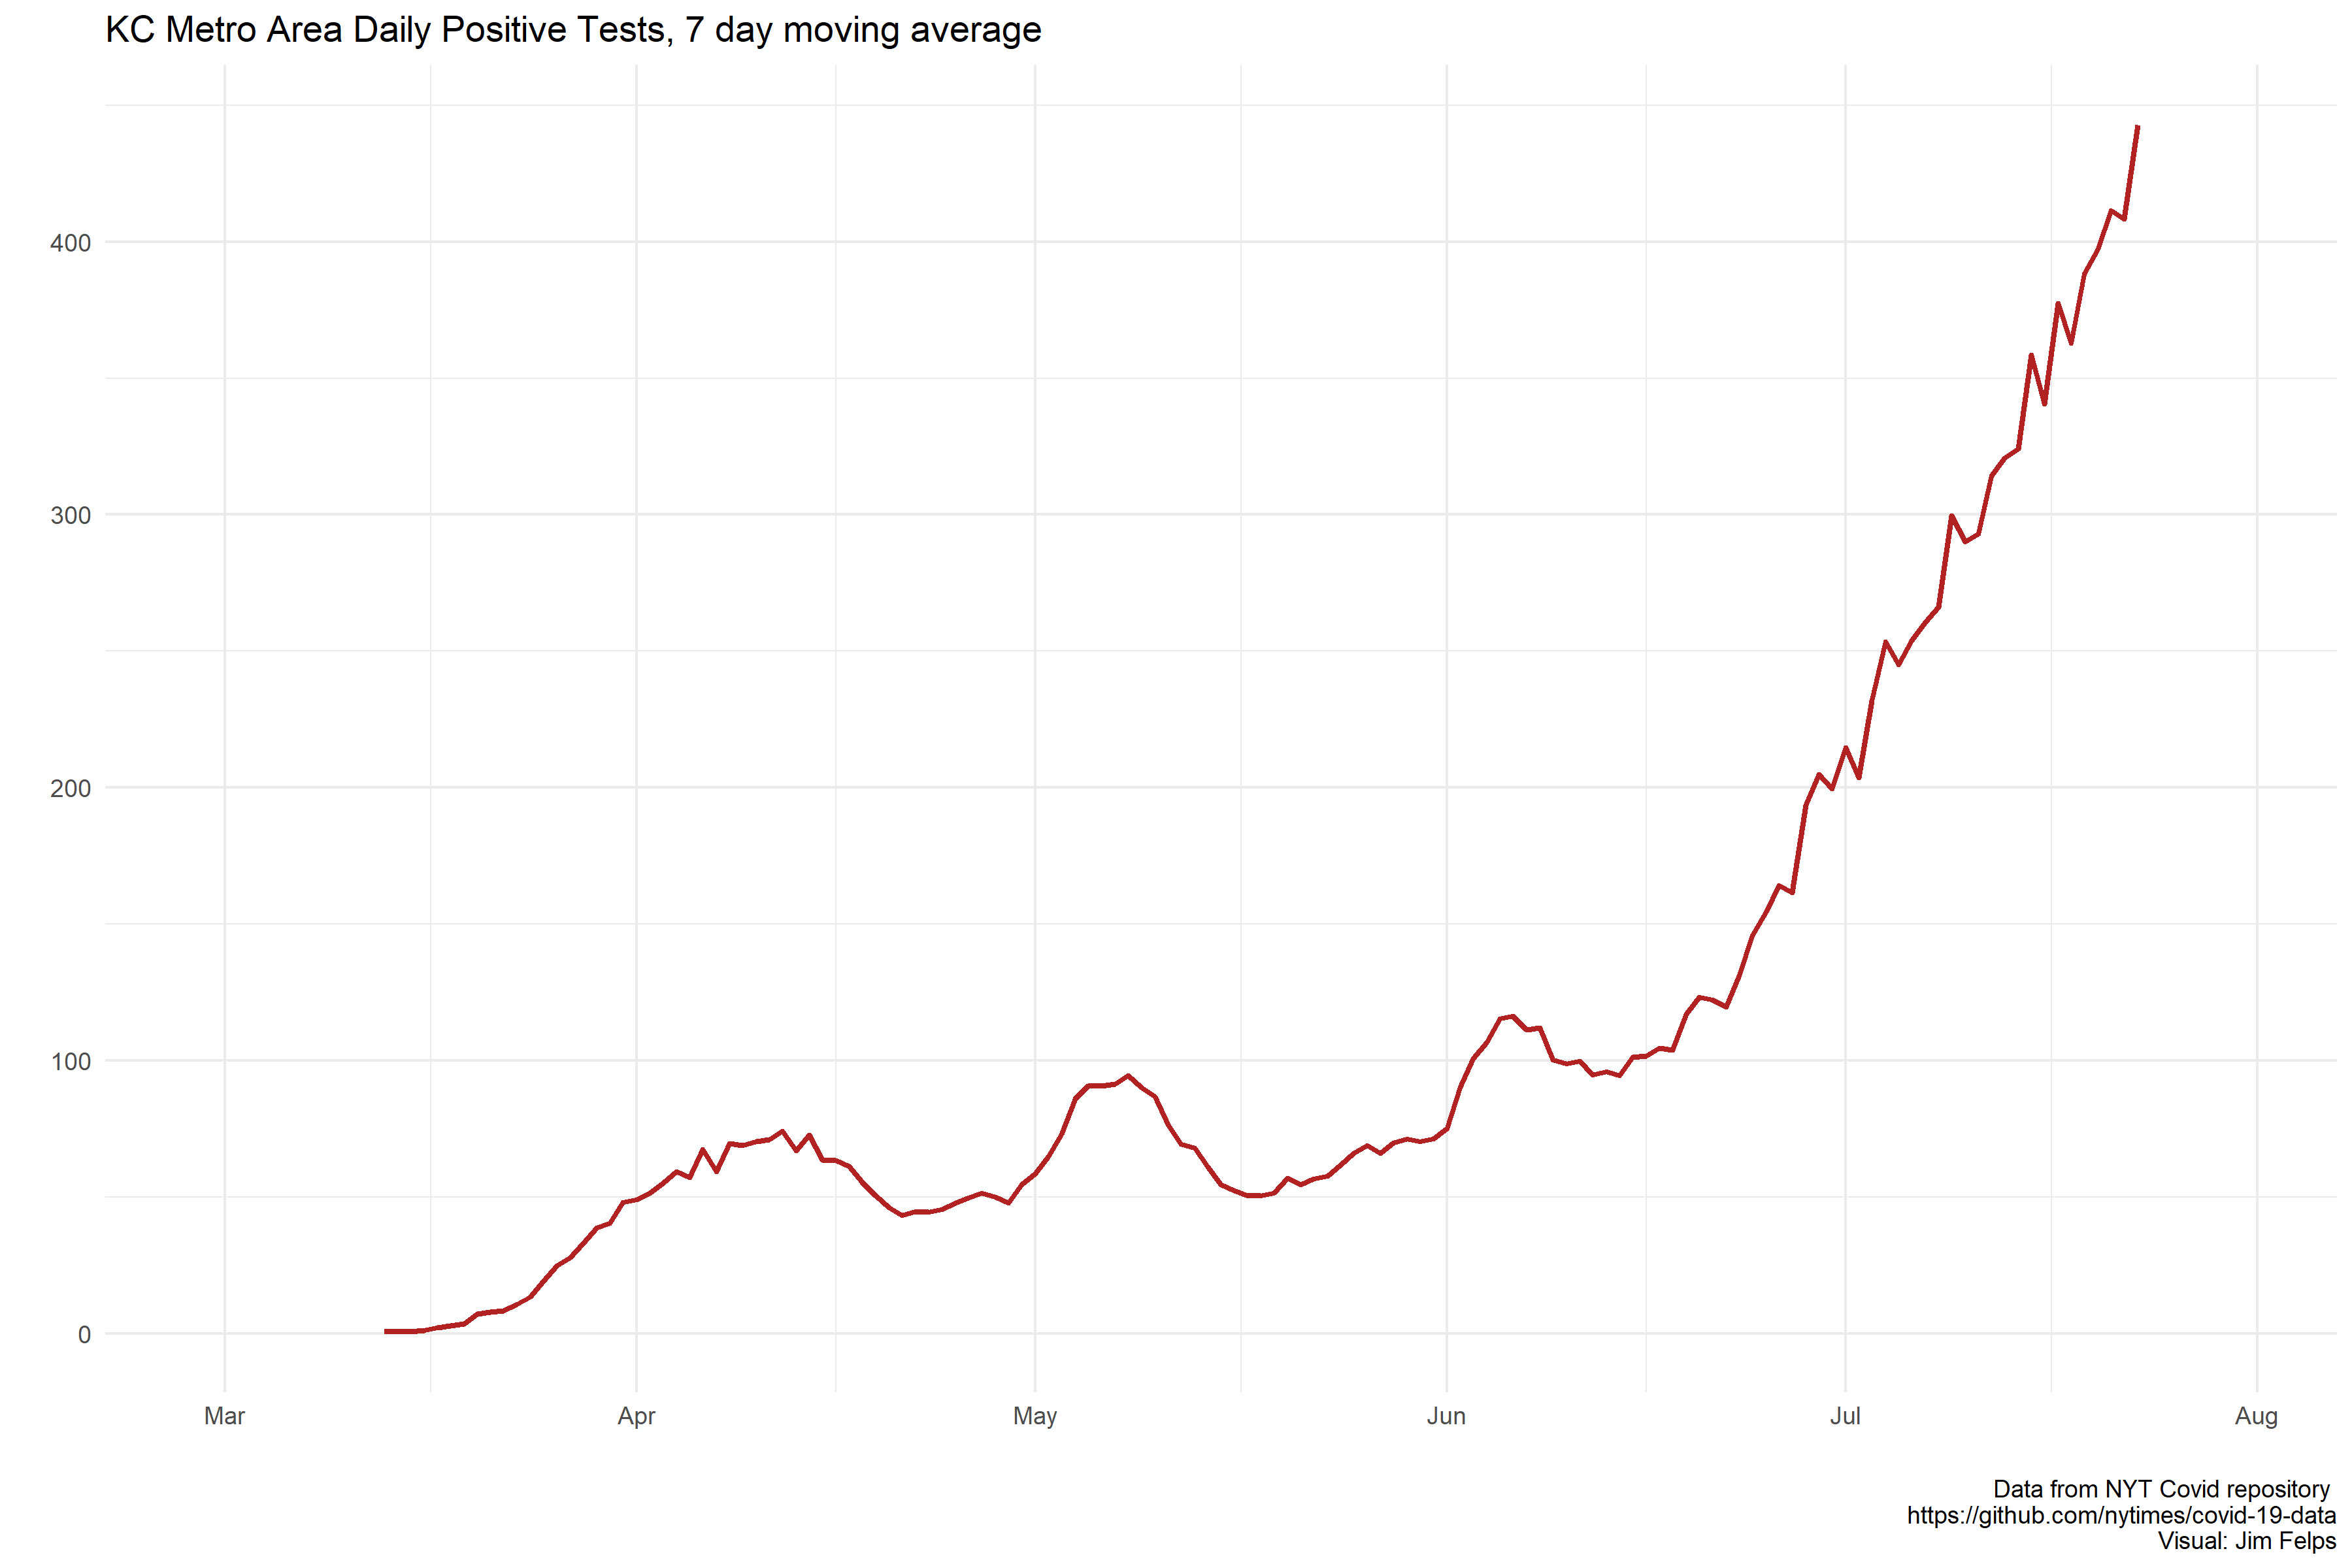 KC Metro Area Daily Positive Tests, 7 day moving average
400
300
200
100
0
Mar Apr May Jun Jul Aug
Data from NYT Covid repository
https://github.com/nytimes/covid-19-data
Visual: Jim Felps